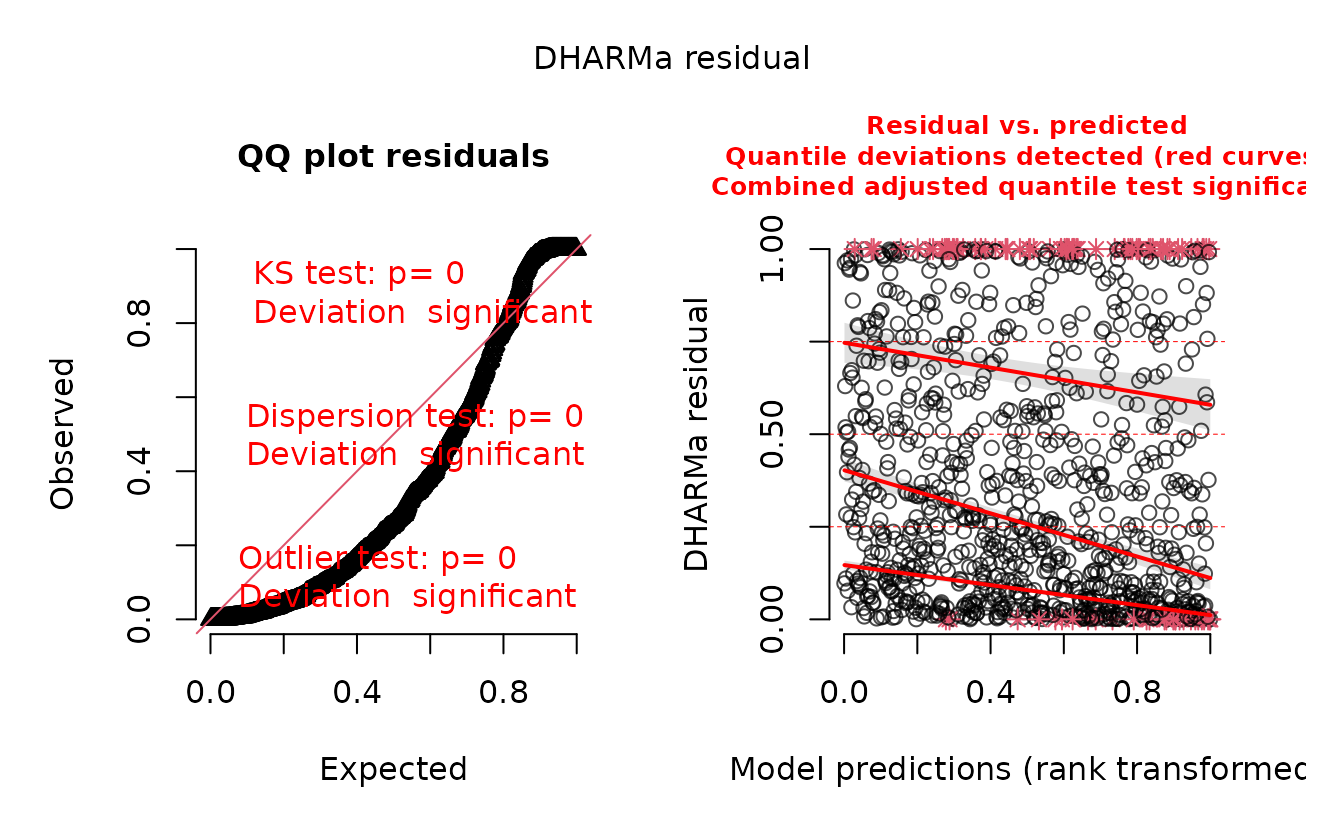 DHARMa residual
QQ plot residuals
KS test: p= 0
Deviation  significant
Dispersion test: p= 0
Deviation  significant
Outlier test: p= 0
Deviation  significant
Observed
0.0
0.4
0.8
0.0
0.4
0.8
Expected
Residual vs. predicted
Quantile deviations detected (red curves
Combined adjusted quantile test significa
DHARMa residual
0.00
0.50
1.00
0.0
0.4
0.8
Model predictions (rank transformed